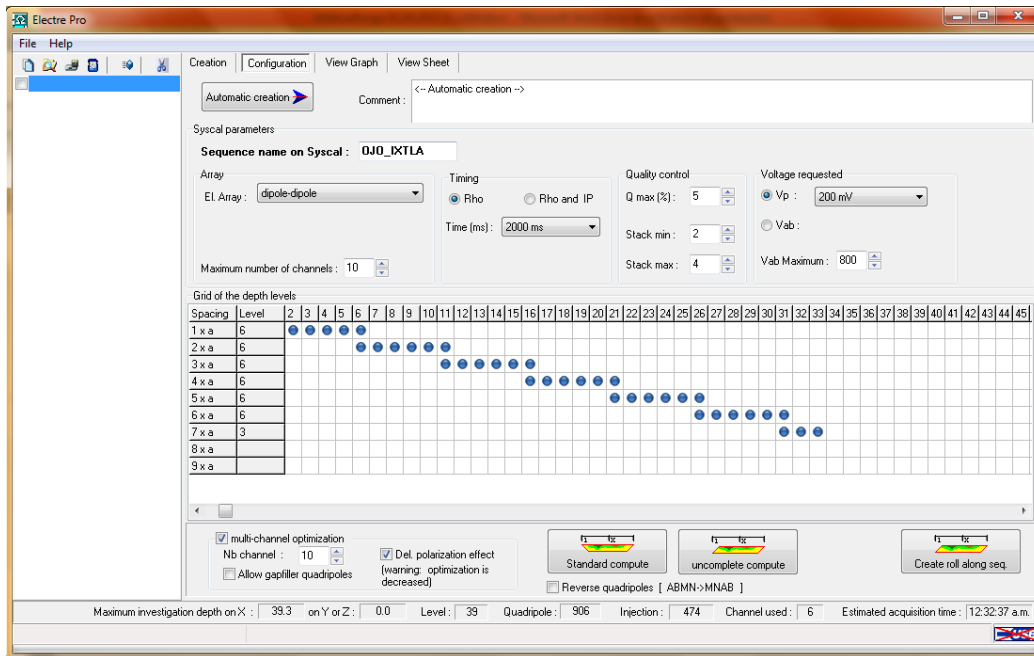 Electre Pro
File Help
Creation Configuration View Graph View Sheet
Automatic creation
Comment :
<-- Automatic creation -->
Syscal parameters
Sequence name on Syscal : OJO_IXTLA
Array
El. Array : dipole-dipole
Maximum number of channels : 10
Timing
Rho Rho and IP
Time (ms) : 2000 ms
Quality control
Q max (%) : 5
Stack min : 2
Stack max : 4
Voltage requested
Vp : 200 mV
Vab :
Vab Maximum : 800
Grid of the depth levels
Spacing Level 2 3 4 5 6 7 8 9 10 11 12 13 14 15 16 17 18 19 20 21 22 23 24 25 26 27 28 29 30 31 32 33 34 35 36 37 38 39 40 41 42 43 44 45
1 x a 6
2 x a 6
3 x a 6
4 x a 6
5 x a 6
6 x a 6
7 x a 3
8 x a
9 x a
multi-channel optimization
Nb channel : 10
Allow gapfiller quadripoles
Del. polarization effect
(warning: optimization is
decreased)
Standard compute
uncomplete compute
Create roll along seq.
Reverse quadripoles [ ABMN->MNAB ]
Maximum investigation depth on X : 39.3 on Y or Z : 0.0 Level : 39 Quadripole : 906 Injection : 474 Channel used : 6 Estimated acquisition time : 12:32:37 a.m.